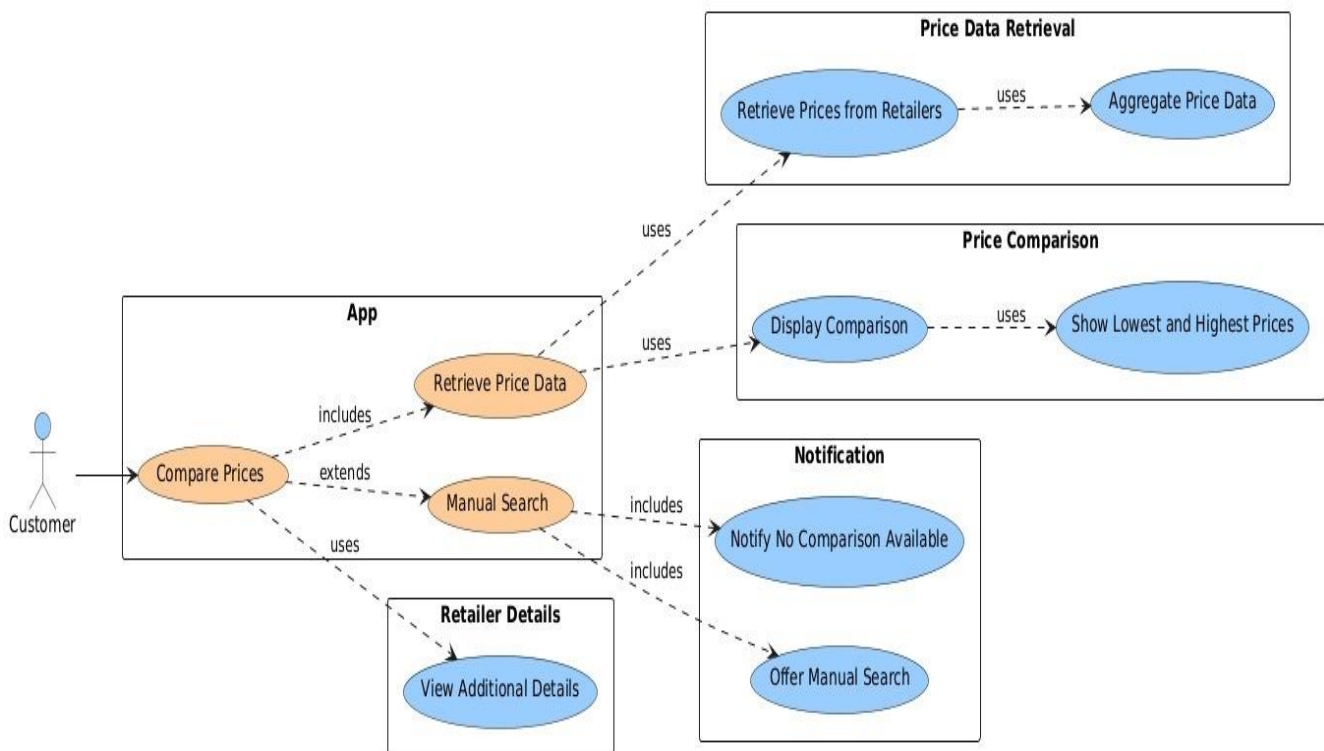 Price Data Retrieval
Retrieve Prices from Retailers
uses
Aggregate Price Data
uses
Price Comparison
Display Comparison
uses
Show Lowest and Highest Prices
App
uses
Retrieve Price Data
includes
Compare Prices
extends
Manual Search
Customer
uses
Notification
includes
Notify No Comparison Available
includes
Offer Manual Search
Retailer Details
View Additional Details